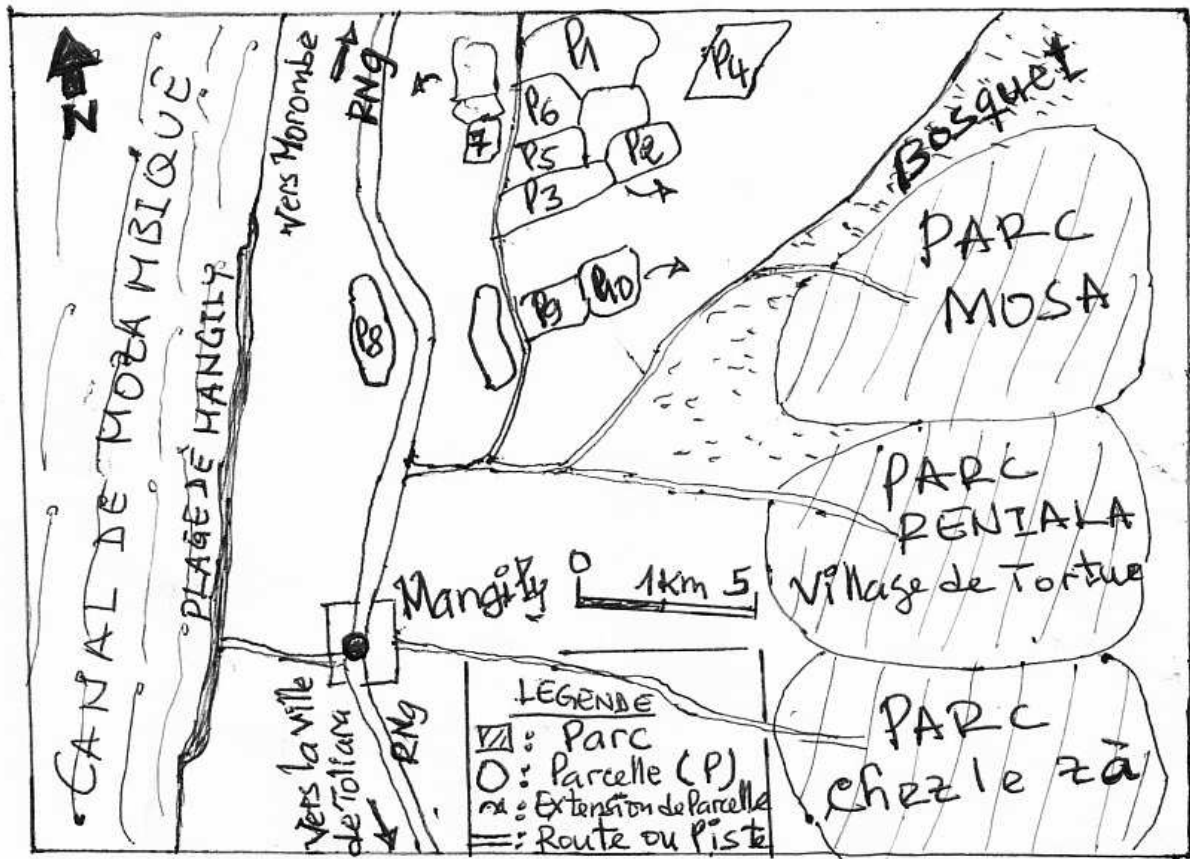 N
CANAL DE MOZAMBIQUE
PLAGE DE MANGILY
Vers Morombe
RN9
7
P1
P6
P5
P3
P2
P4
P8
P9
P10
Bosquet
PARC
MOSA
PARC
RENIALA
Village de Tortue
Mangily
0 1Km 5
PARC
chez le zà
Vers la ville
de Toliara
RN9
LEGENDE
: Parc
: Parcelle (P)
: Extension de Parcelle
: Route ou Piste